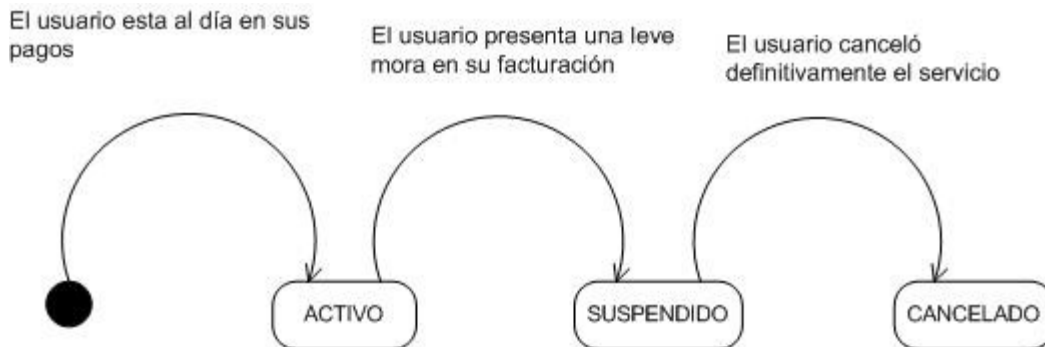 El usuario esta al día en sus
pagos
El usuario presenta una leve
mora en su facturación
El usuario canceló
definitivamente el servicio
ACTIVO
SUSPENDIDO
CANCELADO